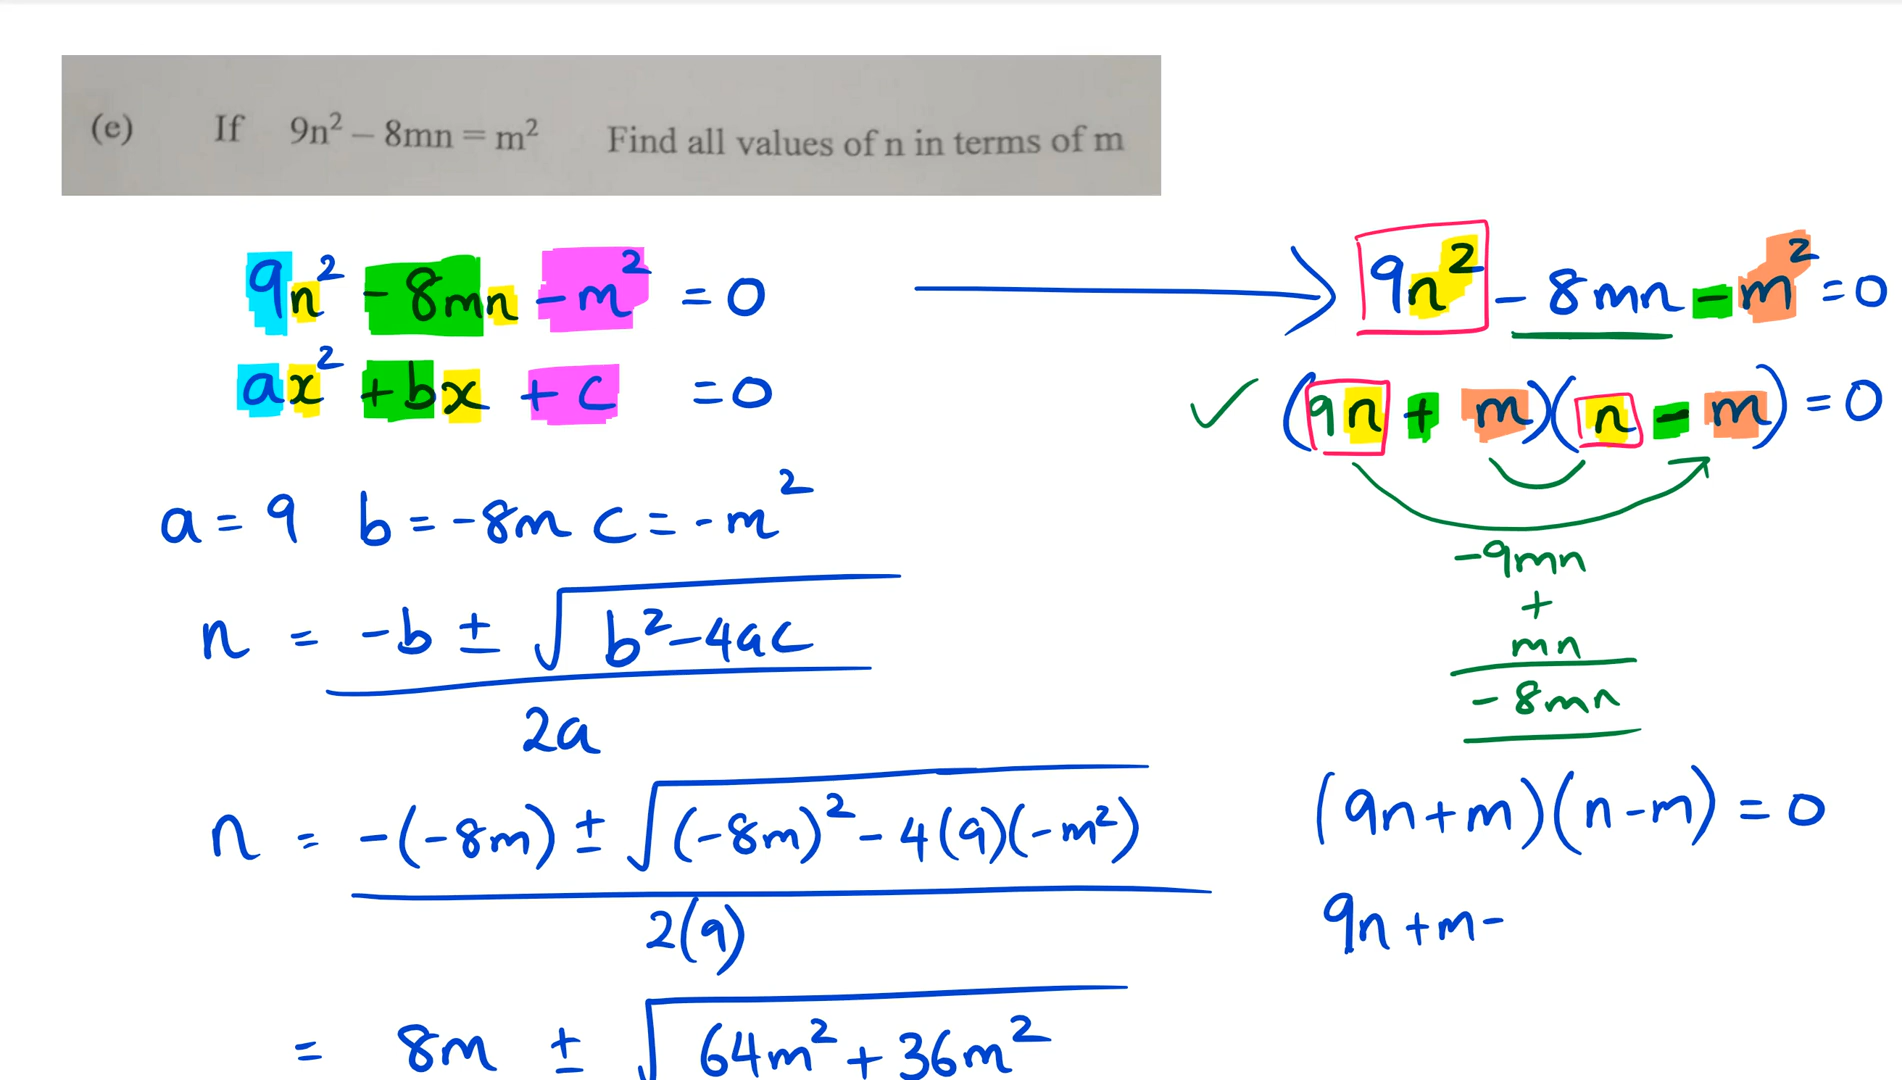 (e) If 9n² – 8mn = m² Find all values of n in terms of m
9n² - 8mn - m² = 0
ax² + bx + c = 0
a = 9 b = -8m c = -m²
n = -b ± √(b² - 4ac)
2a
n = -(-8m) ± √((-8m)² - 4(9)(-m²))
2(9)
= 8m ± √(64m² + 36m²
9n² - 8mn - m² = 0
✓ (9n + m)(n - m) = 0
-9mn
+
mn
-8mn
(9n+m)(n-m) = 0
9n + m -